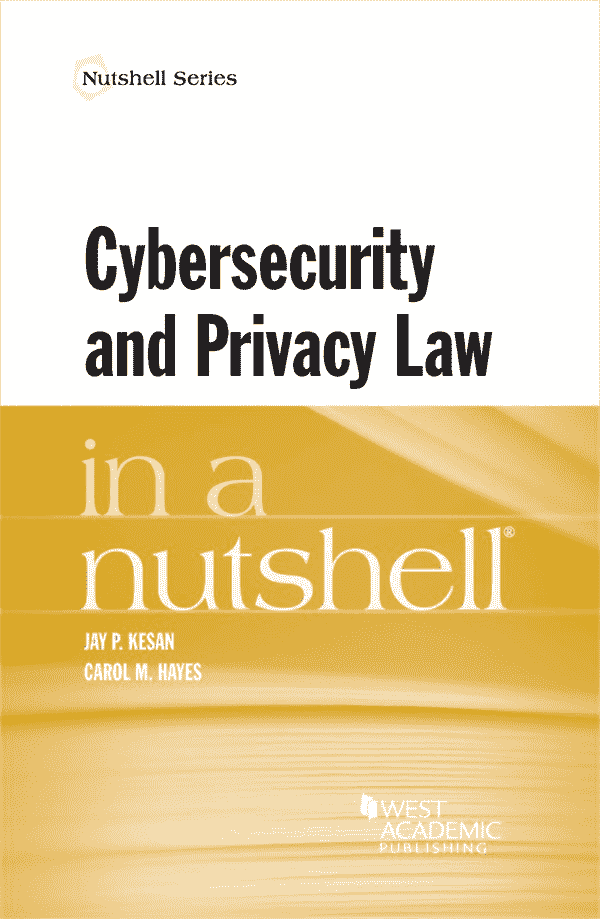 Nutshell Series
Cybersecurity
and Privacy Law
in a
nutshell®
JAY P. KESAN
CAROL M. HAYES
WEST
ACADEMIC
PUBLISHING